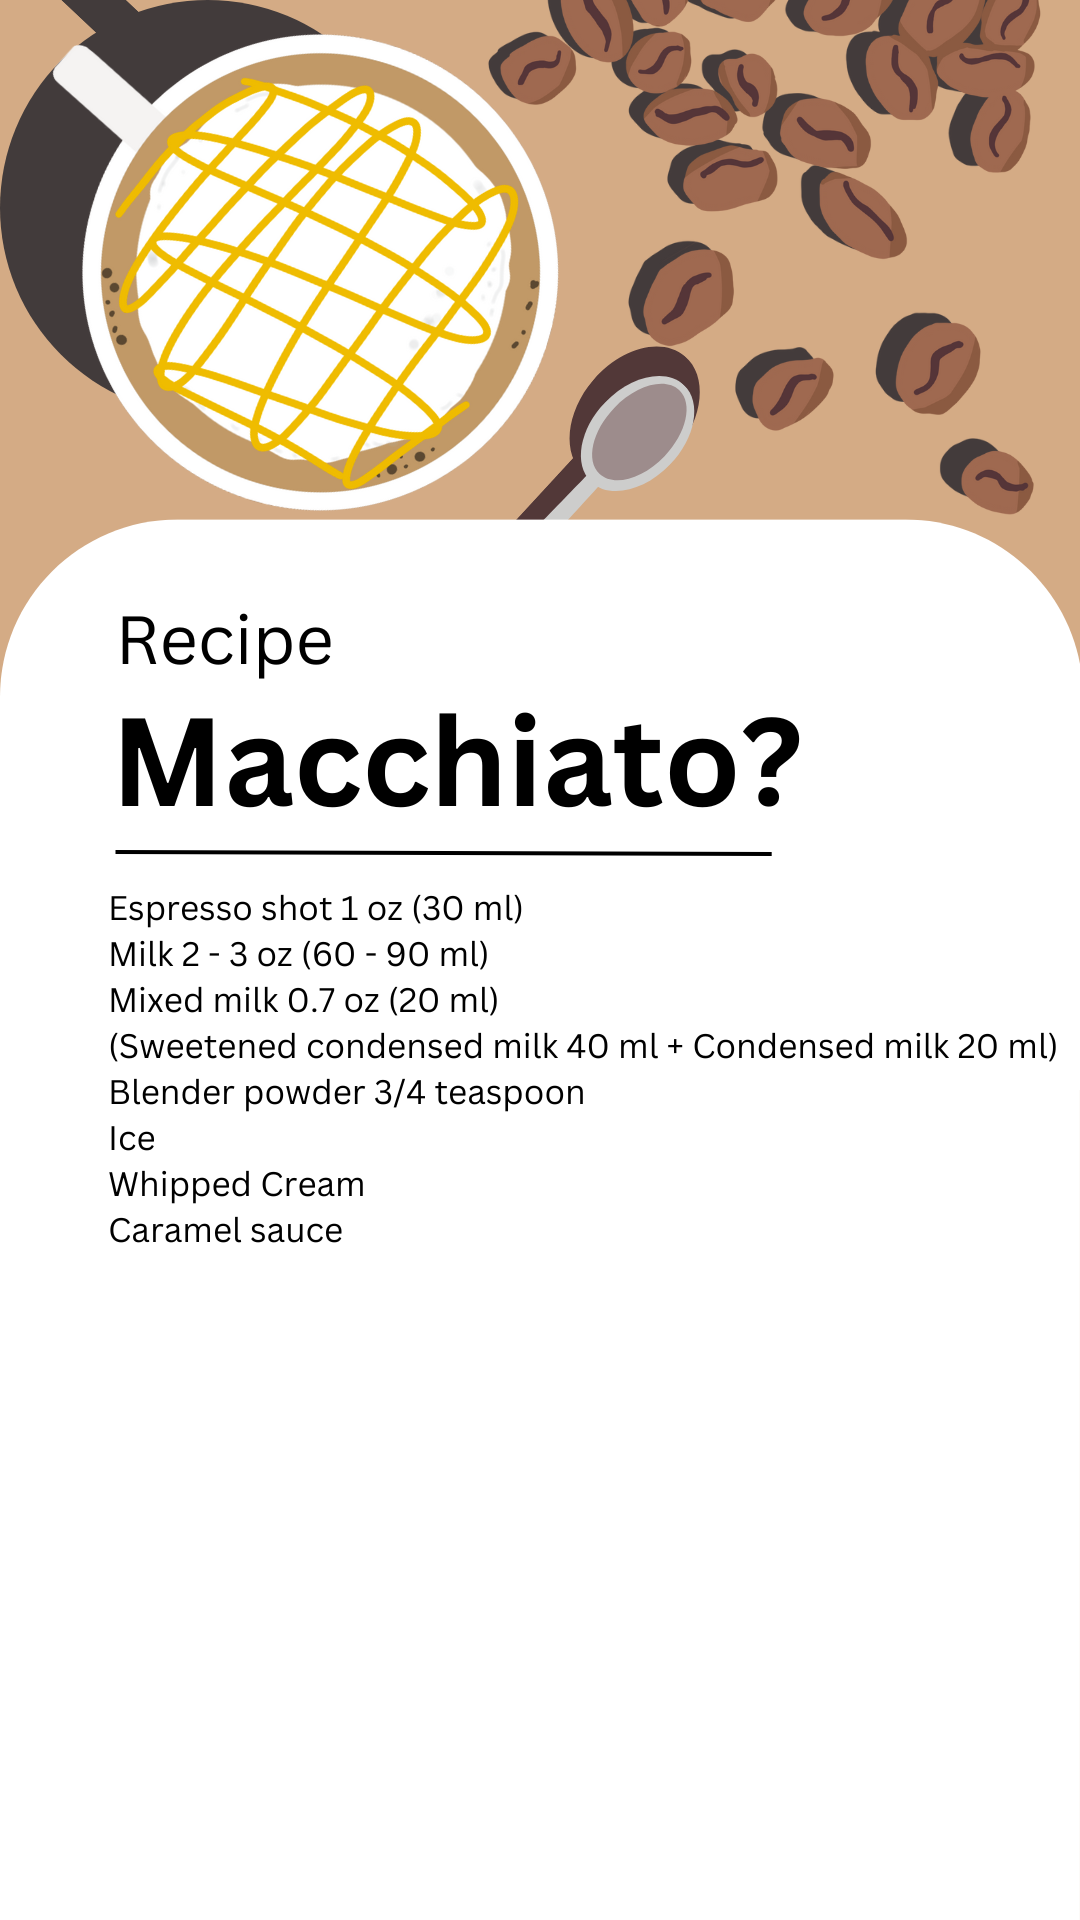 Recipe
Macchiato?
Espresso shot 1 oz (30 ml)
Milk 2 - 3 oz (60 - 90 ml)
Mixed milk 0.7 oz (20 ml)
(Sweetened condensed milk 40 ml + Condensed milk 20 ml)
Blender powder 3/4 teaspoon
Ice
Whipped Cream
Caramel sauce